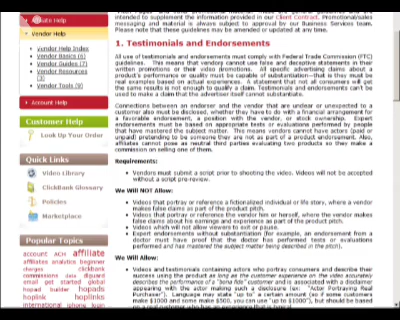 Affiliate Help
Vendor Help
Vendor Help Index
Vendor Basics (6)
Vendor Guides (7)
Vendor Resources
(3)
Vendor Tools (9)
Account Help
Customer Help
Look Up Your Order
Quick Links
Video Library
ClickBank Glossary
Policies
Marketplace
Popular Topics
account ACH affiliate
affiliates analytics beginner
charges clickbank
commissions date disputed
email get started global
hopad builder hopads
hoplink hoplinks
international iphone login
intended to supplement the information provided in our Client Contract. Promotional/sales
messaging and material is always subject to approval by our Business Services team.
Please note that these guidelines may be amended or updated at any time.
1. Testimonials and Endorsements
All use of testimonials and endorsements must comply with Federal Trade Commission (FTC)
guidelines. This means that vendors cannot use false and deceptive statements in their
written promotions or their video promotions. All specific advertising claims about a
product's performance or quality must be capable of substantiation—that is they must be
real examples based on actual experiences. A statement that not all consumers will get
the same results is not enough to qualify a claim. Testimonials and endorsements can't be
used to make a claim that the advertiser itself cannot substantiate.
Connections between an endorser and the vendor that are unclear or unexpected to a
customer also must be disclosed, whether they have to do with a financial arrangement for
a favorable endorsement, a position with the vendor, or stock ownership. Expert
endorsements must be based on appropriate tests or evaluations performed by people
that have mastered the subject matter. This means vendors cannot have actors (paid or
unpaid) pretending to be someone they are not as part of a product endorsement. Also,
affiliates cannot pose as neutral third parties evaluating two products so they make a
commission on selling one of them.
Requirements:
Vendors must submit a script prior to shooting the video. Videos will not be accepted
without a script pre-review.
We Will NOT Allow:
Videos that portray or reference a fictionalized individual or life story, where a vendor
makes false claims as part of the product pitch.
Videos that portray or reference the vendor him or herself, where the vendor makes
false claims about his earning and experience as part of the product pitch.
Videos which will not allow viewers to exit or pause.
Expert endorsements without substantiation (for example, an endorsement from a
doctor must have proof that the doctor has performed tests or evaluations
performed and has mastered the subject matter being described in the pitch).
We Will Allow:
Videos and testimonials containing actors who portray consumers and describe their
success using the product as long as the customer experience on the video accurately
describes the performance of a "bona fide" customer and is associated with a disclaimer
appearing with the actor making such a disclosure (ex: "Actor Portraying Real
Purchaser"). Language may state "up to" a certain amount (so if some customers
make $1000 and some make $500, you can use "up to $1000"), but should be based